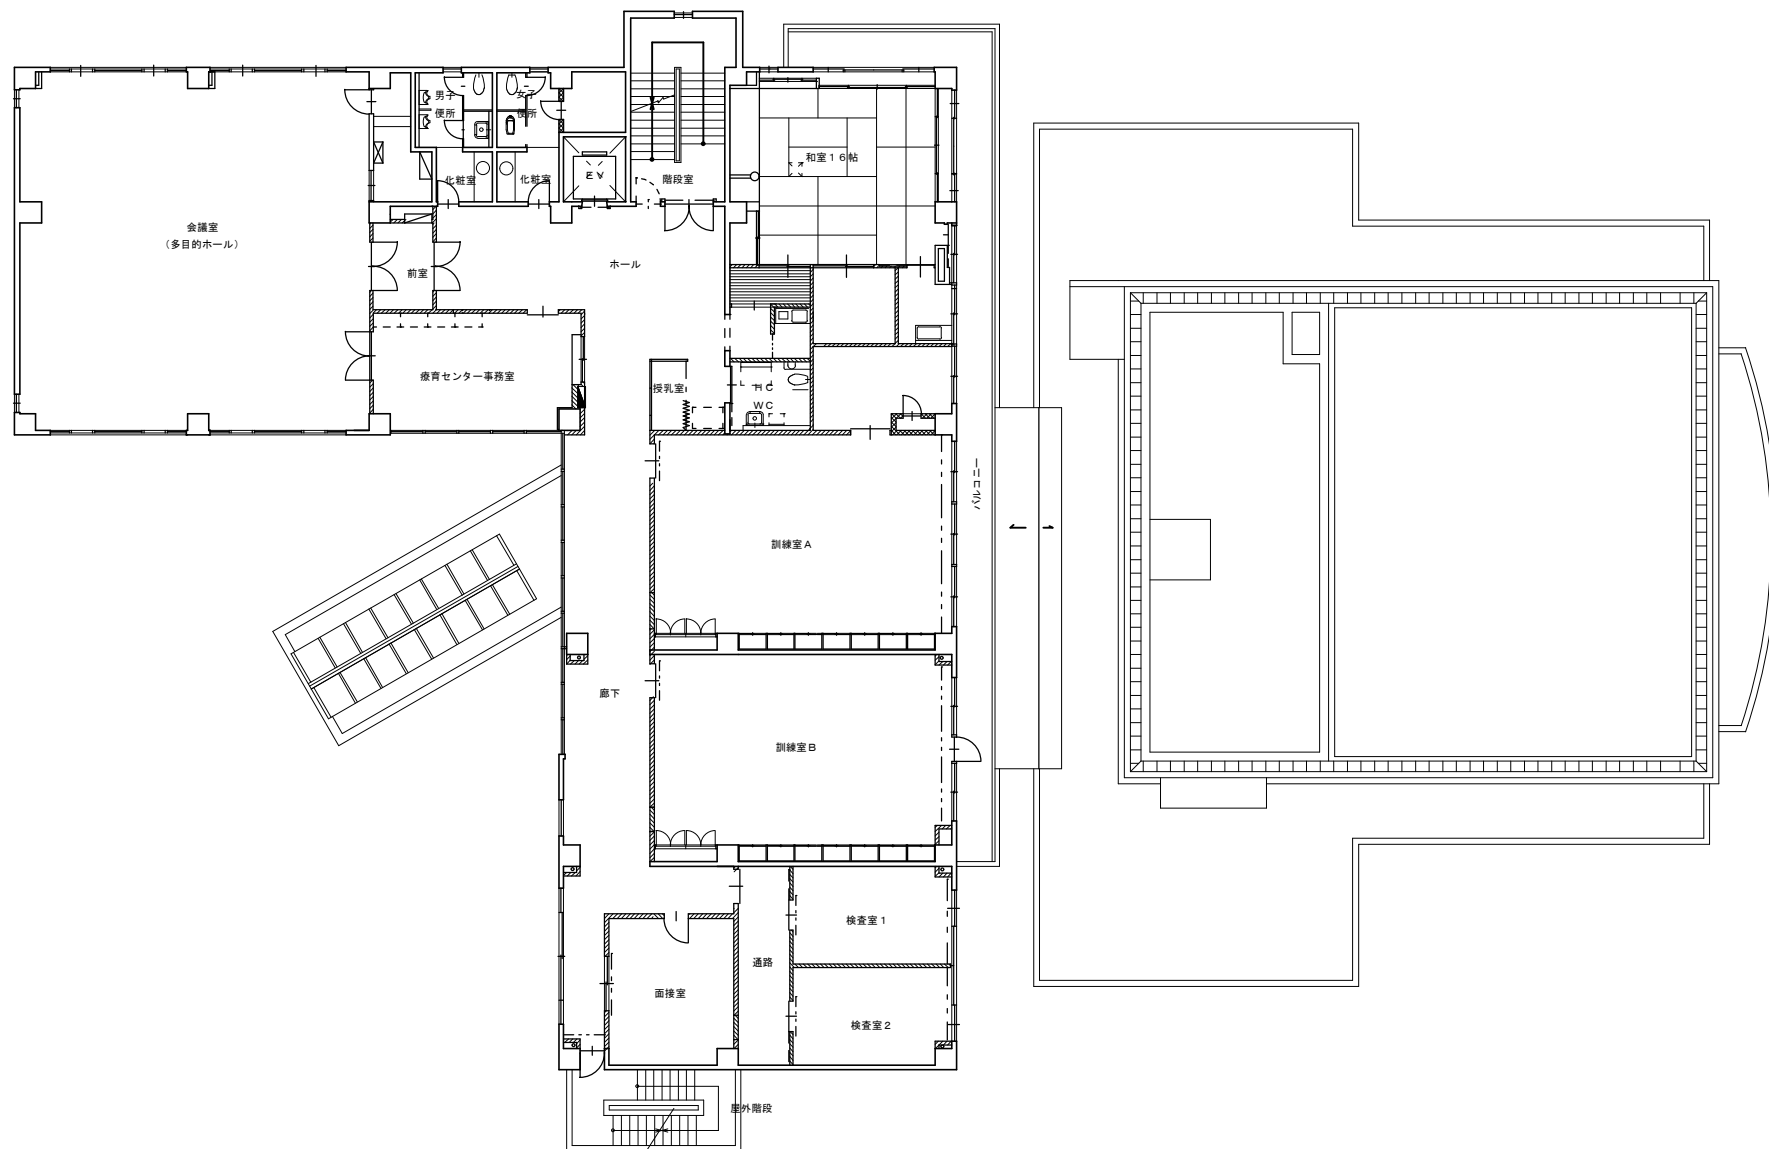 男子
便所
女子
便所
化粧室
化粧室
ＥＶ
階段室
和室１６帖
会議室
（多目的ホール）
前室
ホール
療育センター事務室
授乳室
ＨＣ
ＷＣ
バルコニー
訓練室Ａ
訓練室Ｂ
廊下
検査室１
通路
面接室
検査室２
屋外階段